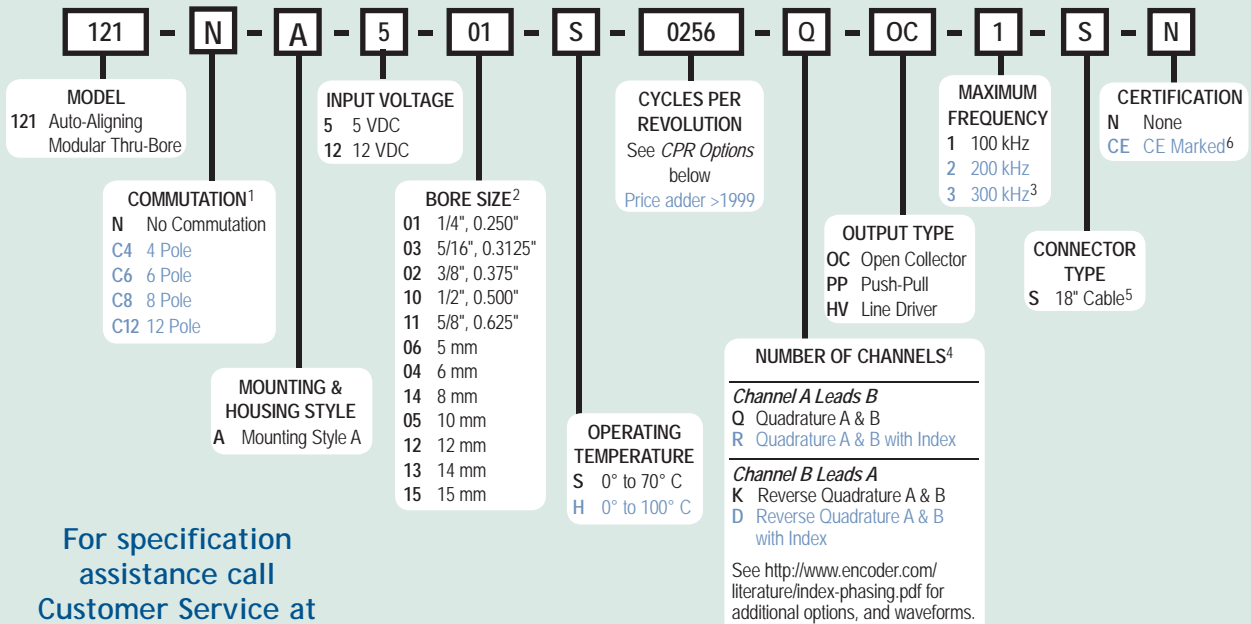 121 - N - A - 5 - 01 - S - 0256 - Q - OC - 1 - S - N
MODEL
121 Auto-Aligning
Modular Thru-Bore
COMMUTATION1
N No Commutation
C4 4 Pole
C6 6 Pole
C8 8 Pole
C12 12 Pole
MOUNTING &
HOUSING STYLE
A Mounting Style A
INPUT VOLTAGE
5 5 VDC
12 12 VDC
BORE SIZE2
01 1/4", 0.250"
03 5/16", 0.3125"
02 3/8", 0.375"
10 1/2", 0.500"
11 5/8", 0.625"
06 5 mm
04 6 mm
14 8 mm
05 10 mm
12 12 mm
13 14 mm
15 15 mm
OPERATING
TEMPERATURE
S 0° to 70° C
H 0° to 100° C
CYCLES PER
REVOLUTION
See CPR Options
below
Price adder >1999
NUMBER OF CHANNELS4
Channel A Leads B
Q Quadrature A & B
R Quadrature A & B with Index
Channel B Leads A
K Reverse Quadrature A & B
D Reverse Quadrature A & B
with Index
See http://www.encoder.com/
literature/index-phasing.pdf for
additional options, and waveforms.
OUTPUT TYPE
OC Open Collector
PP Push-Pull
HV Line Driver
MAXIMUM
FREQUENCY
1 100 kHz
2 200 kHz
3 300 kHz3
CONNECTOR
TYPE
S 18" Cable5
CERTIFICATION
N None
CE CE Marked6
For specification
assistance call
Customer Service at